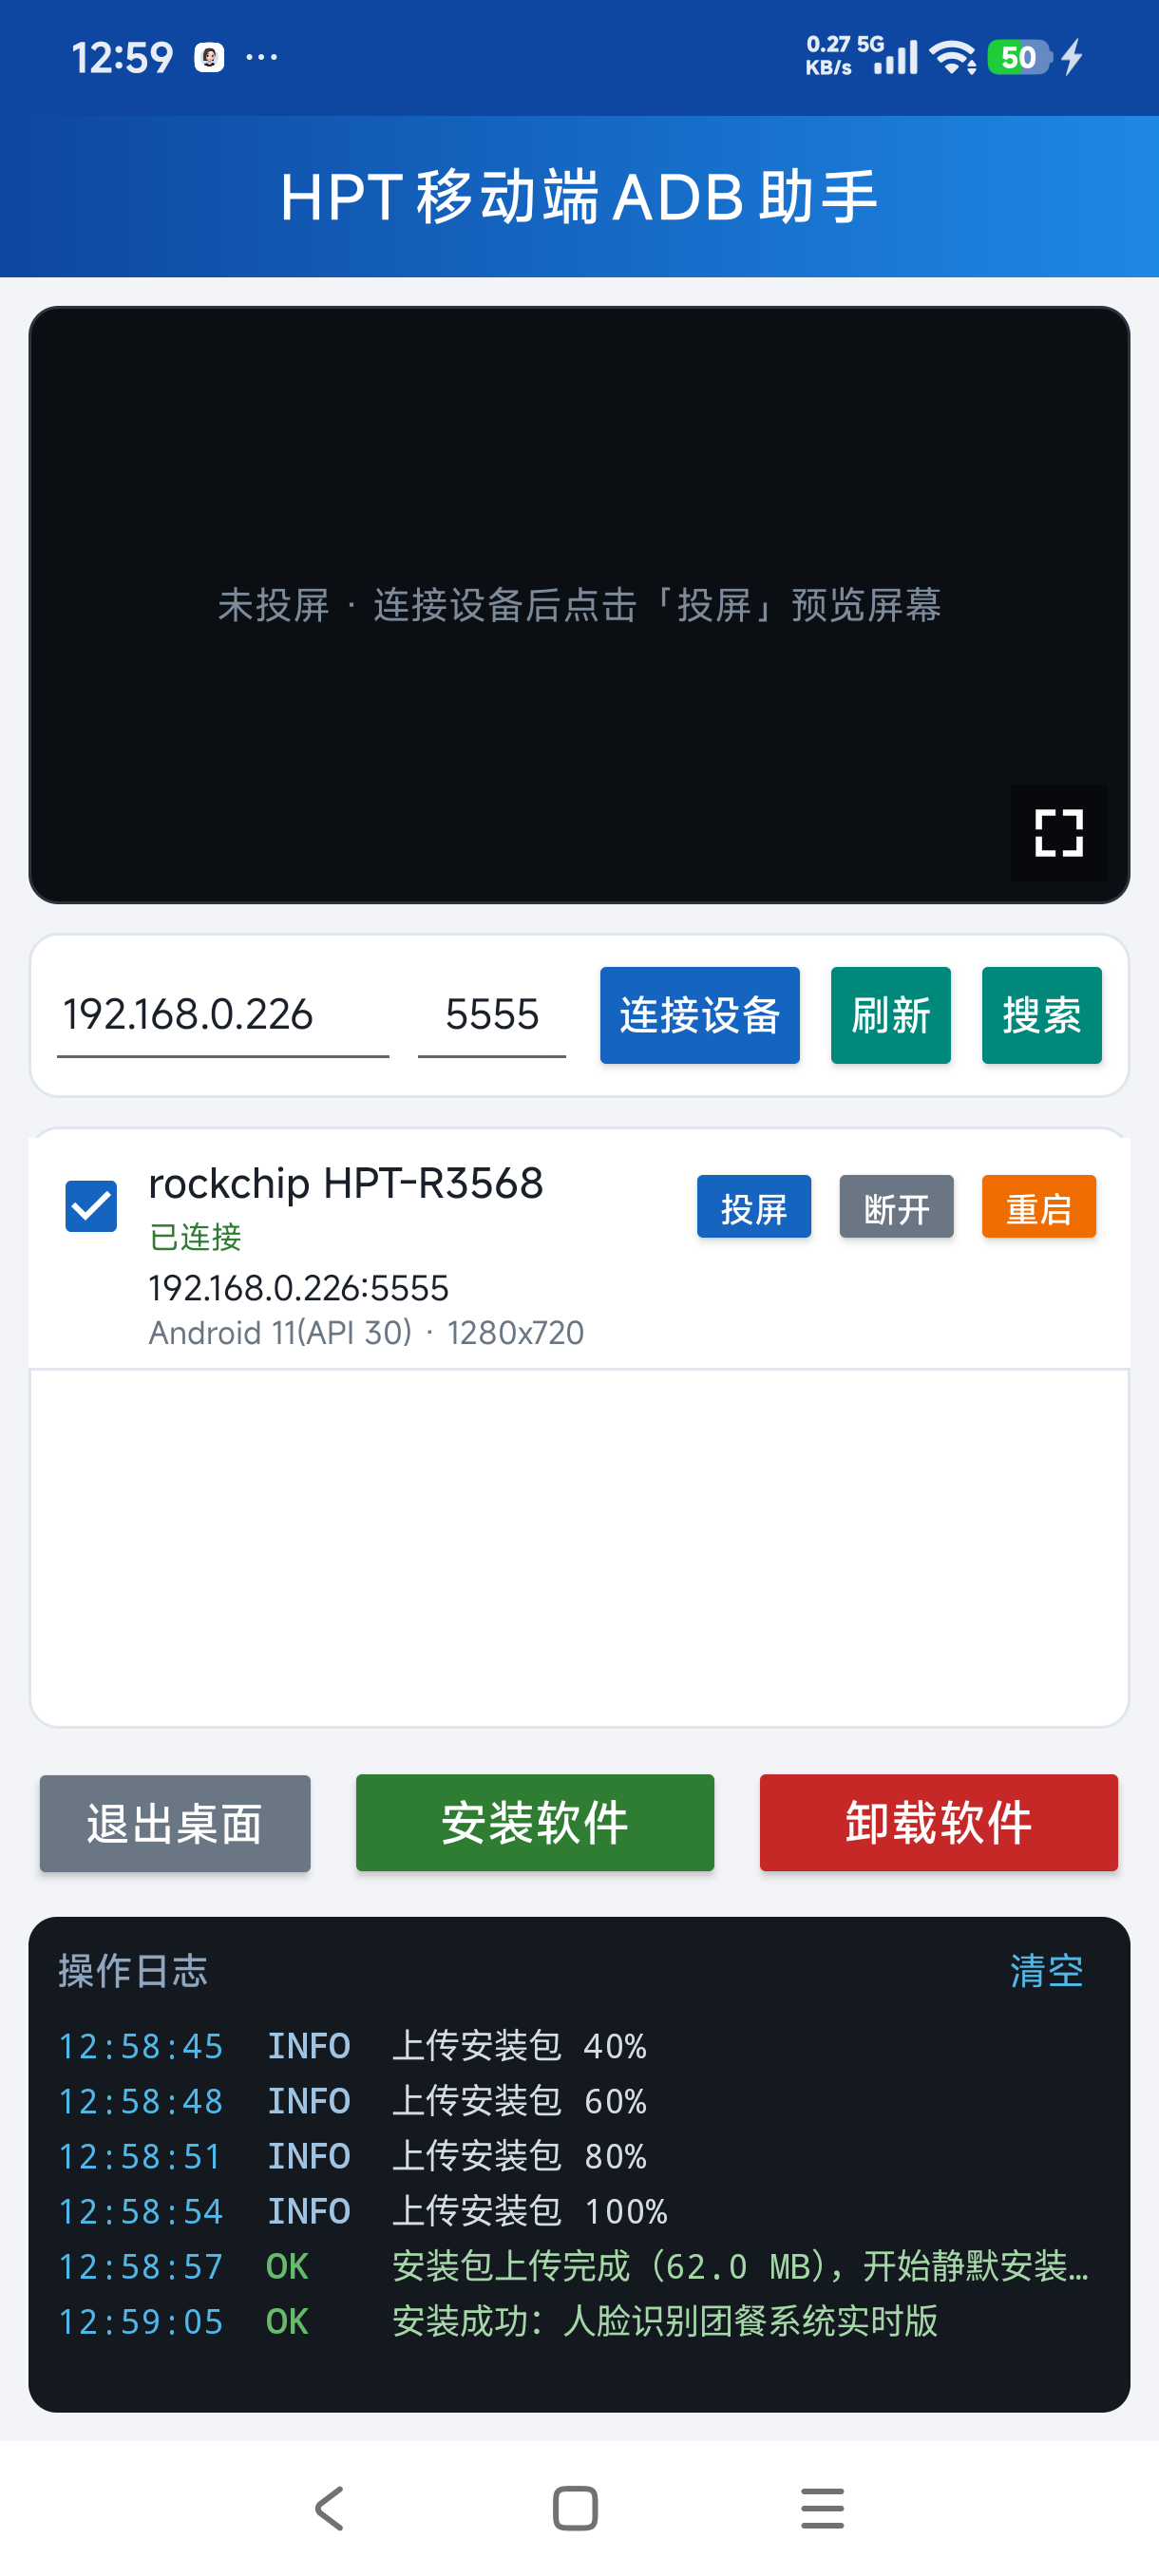 12:59 ··· 0.27 KB/s 5G 50
HPT 移动端 ADB 助手
未投屏 · 连接设备后点击「投屏」预览屏幕
192.168.0.226 5555 连接设备 刷新 搜索
rockchip HPT-R3568 投屏 断开 重启
已连接
192.168.0.226:5555
Android 11(API 30) · 1280x720
退出桌面 安装软件 卸载软件
操作日志 清空
12:58:45 INFO 上传安装包 40%
12:58:48 INFO 上传安装包 60%
12:58:51 INFO 上传安装包 80%
12:58:54 INFO 上传安装包 100%
12:58:57 OK 安装包上传完成（62.0 MB），开始静默安装…
12:59:05 OK 安装成功：人脸识别团餐系统实时版